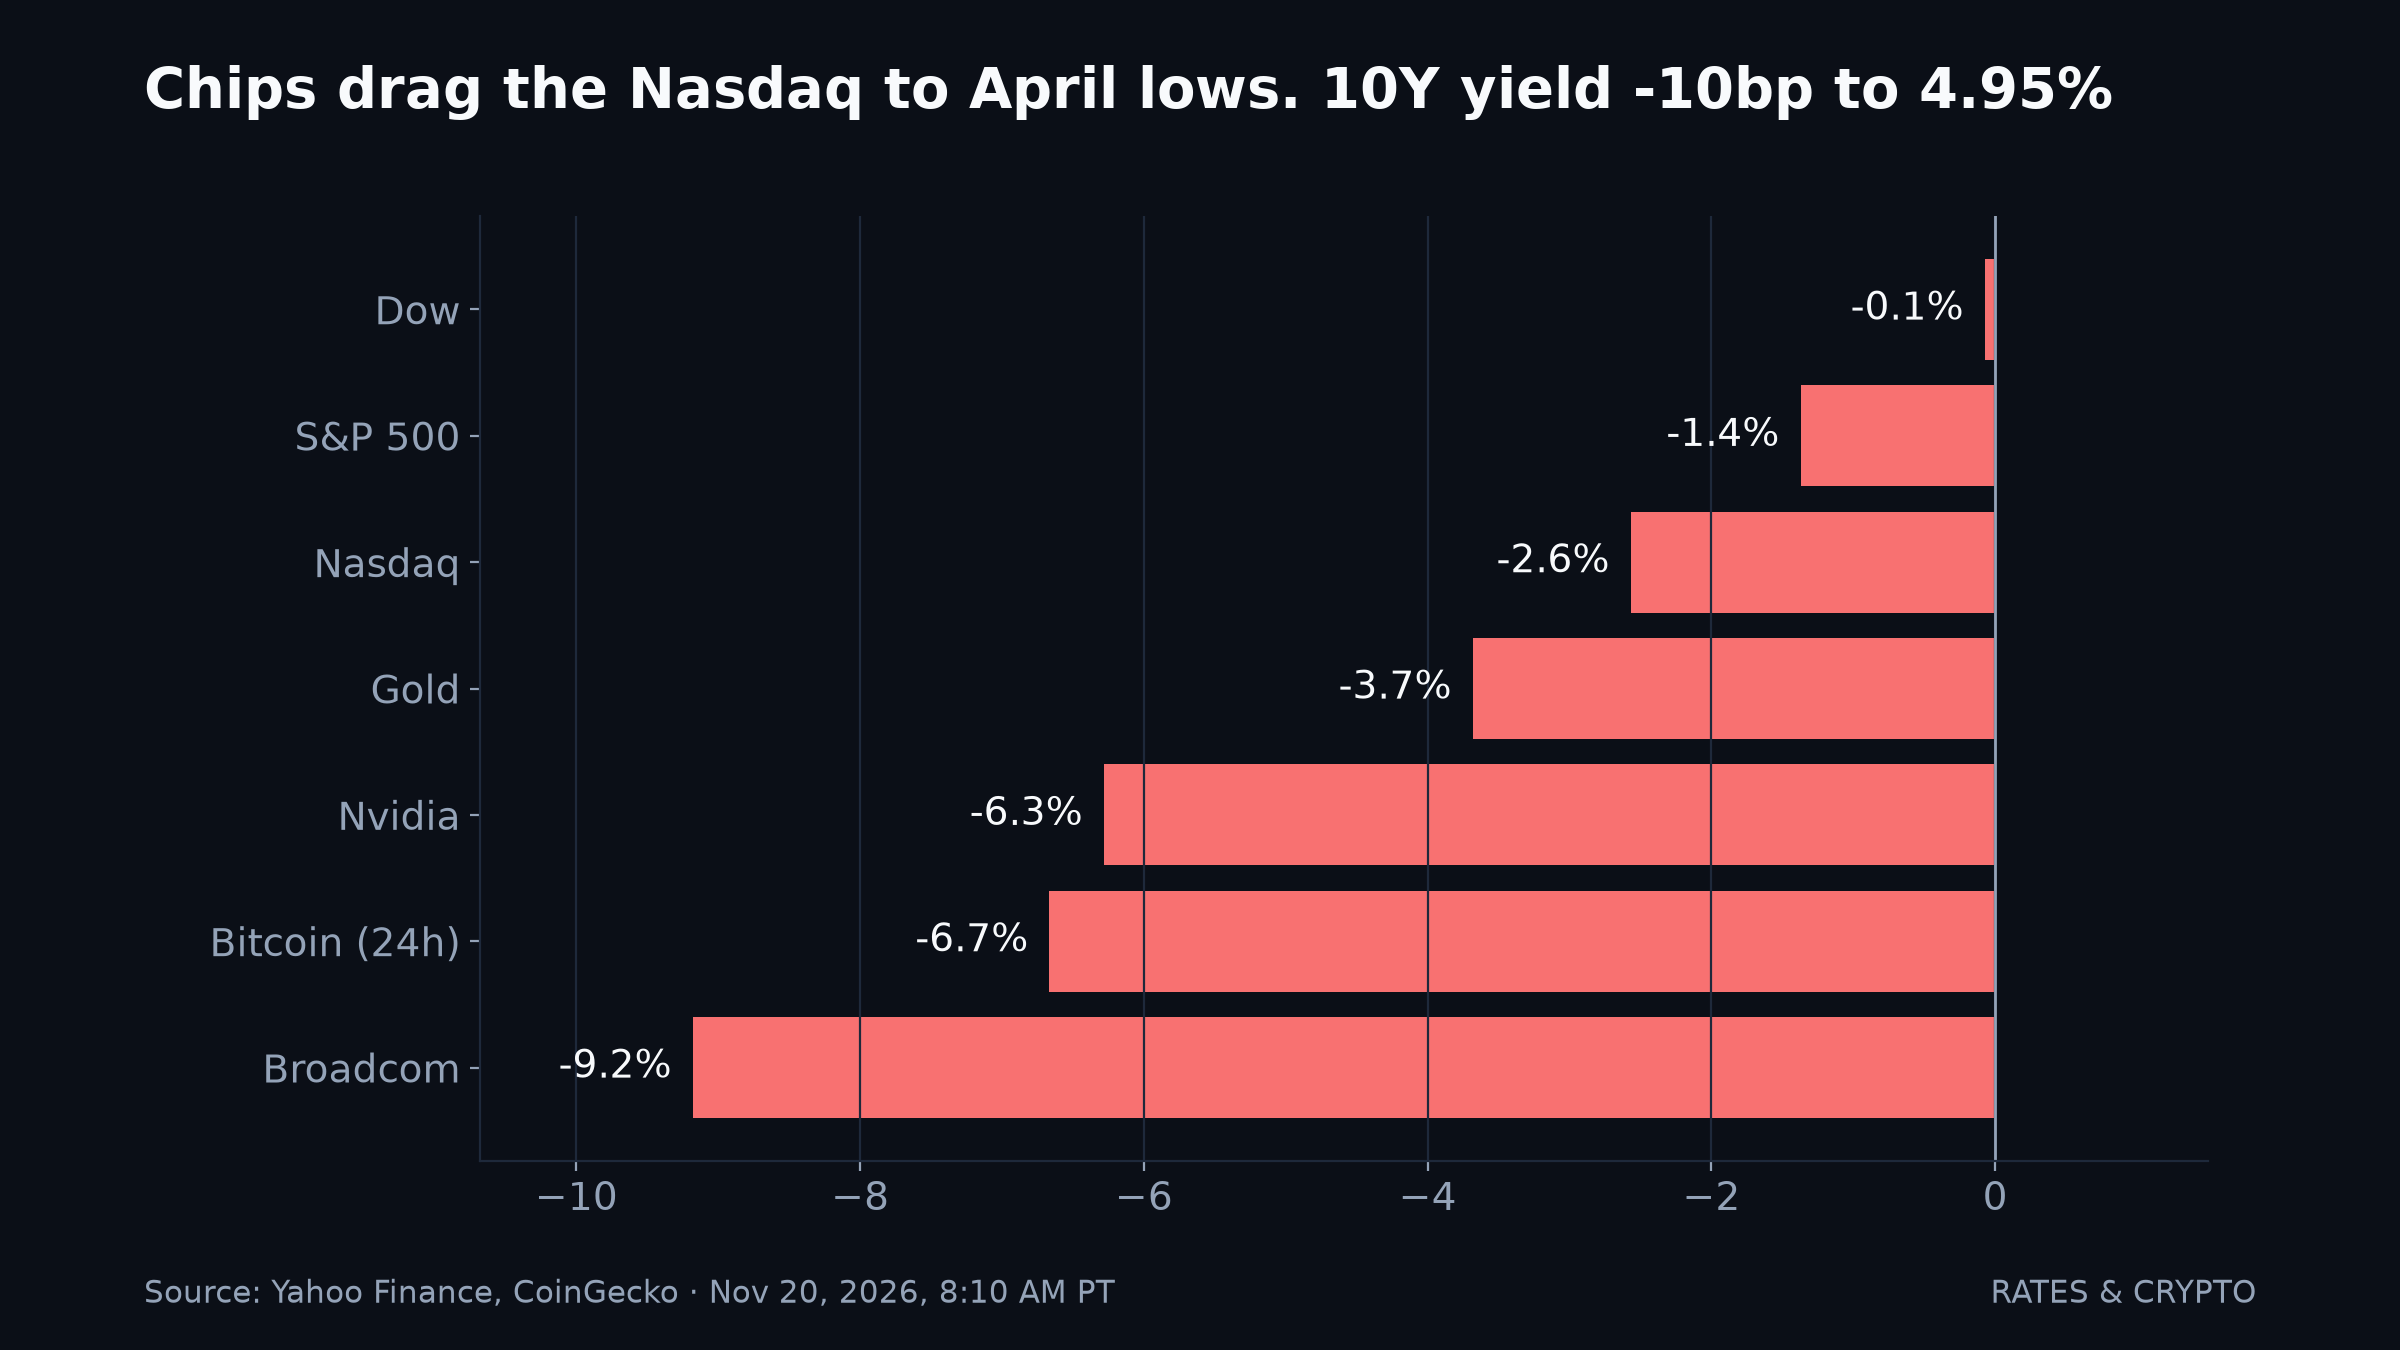 Chips drag the Nasdaq to April lows. 10Y yield -10bp to 4.95%
Dow -0.1%
S&P 500 -1.4%
Nasdaq -2.6%
Gold -3.7%
Nvidia -6.3%
Bitcoin (24h) -6.7%
Broadcom -9.2%
−10 −8 −6 −4 −2 0
Source: Yahoo Finance, CoinGecko · Nov 20, 2026, 8:10 AM PT RATES & CRYPTO